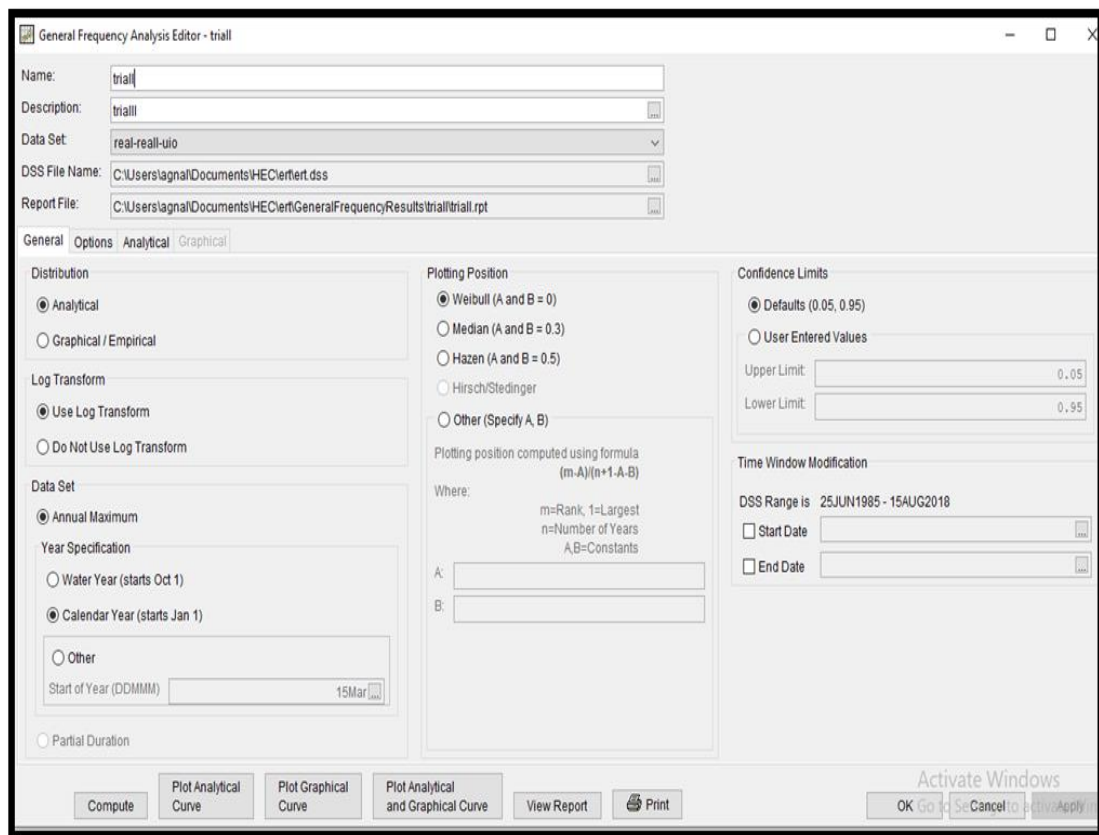 General Frequency Analysis Editor - triall
Name: triall
Description: trialll
Data Set: real-reall-uio
DSS File Name: C:\Users\agnal\Documents\HEC\ert\ert.dss
Report File: C:\Users\agnal\Documents\HEC\ert\GeneralFrequencyResults\triall\triall.rpt
General Options Analytical Graphical
Distribution
Analytical
Graphical / Empirical
Log Transform
Use Log Transform
Do Not Use Log Transform
Data Set
Annual Maximum
Year Specification
Water Year (starts Oct 1)
Calendar Year (starts Jan 1)
Other
Start of Year (DDMMM) 15Mar ...
Partial Duration
Plotting Position
Weibull (A and B = 0)
Median (A and B = 0.3)
Hazen (A and B = 0.5)
Hirsch/Stedinger
Other (Specify A, B)
Plotting position computed using formula
(m-A)/(n+1-A-B)
Where:
m=Rank, 1=Largest
n=Number of Years
A,B=Constants
A:
B:
Confidence Limits
Defaults (0.05, 0.95)
User Entered Values
Upper Limit: 0.05
Lower Limit: 0.95
Time Window Modification
DSS Range is 25JUN1985 - 15AUG2018
Start Date
End Date
Compute
Plot Analytical
Curve
Plot Graphical
Curve
Plot Analytical
and Graphical Curve
View Report
Print
Activate Windows
OK
Cancel
Apply